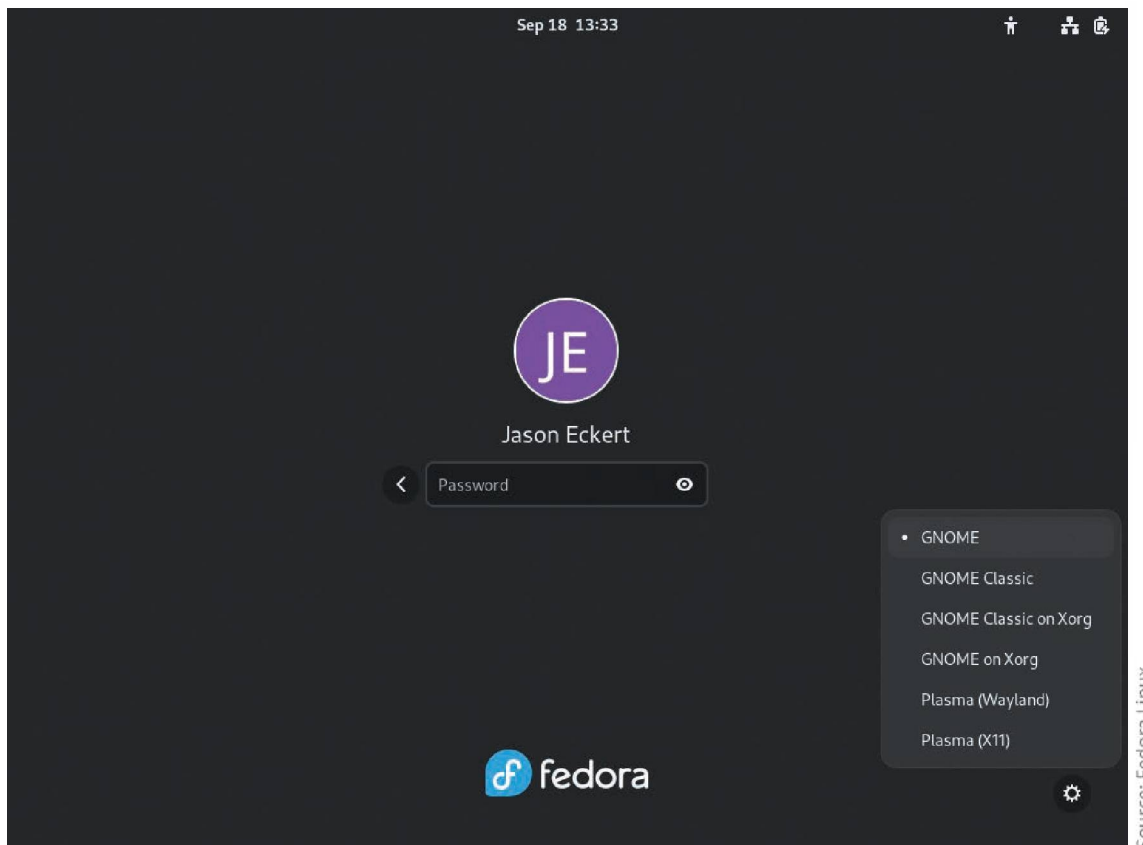 Sep 18 13:33
JE
Jason Eckert
Password
GNOME
GNOME Classic
GNOME Classic on Xorg
GNOME on Xorg
Plasma (Wayland)
Plasma (X11)
fedora
Source: Fedora Linux